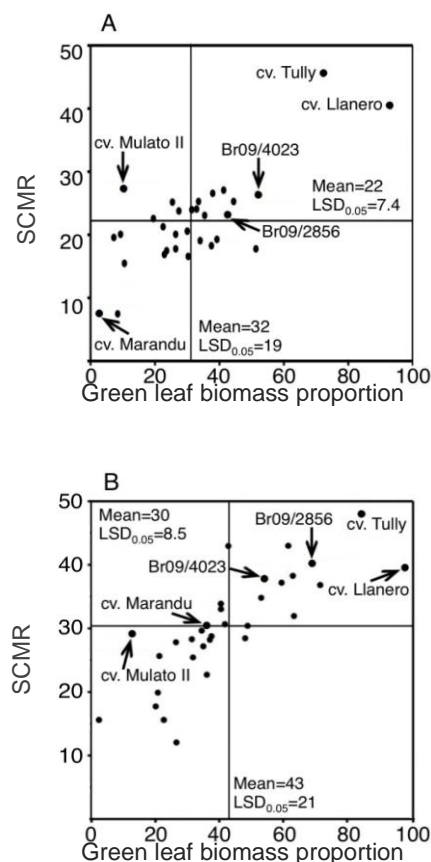 A
50
40
30
20
10
0
SCMR
cv. Tully
cv. Llanero
cv. Mulato II
Br09/4023
Mean=22
LSD0.05=7.4
Br09/2856
Mean=32
LSD0.05=19
cv. Marandu
0 20 40 60 80 100
Green leaf biomass proportion
B
50
40
30
20
10
SCMR
Mean=30
LSD0.05=8.5
Br09/2856
cv. Tully
Br09/4023
cv. Marandu
cv. Llanero
cv. Mulato II
Mean=43
LSD0.05=21
0 20 40 60 80 100
Green leaf biomass proportion